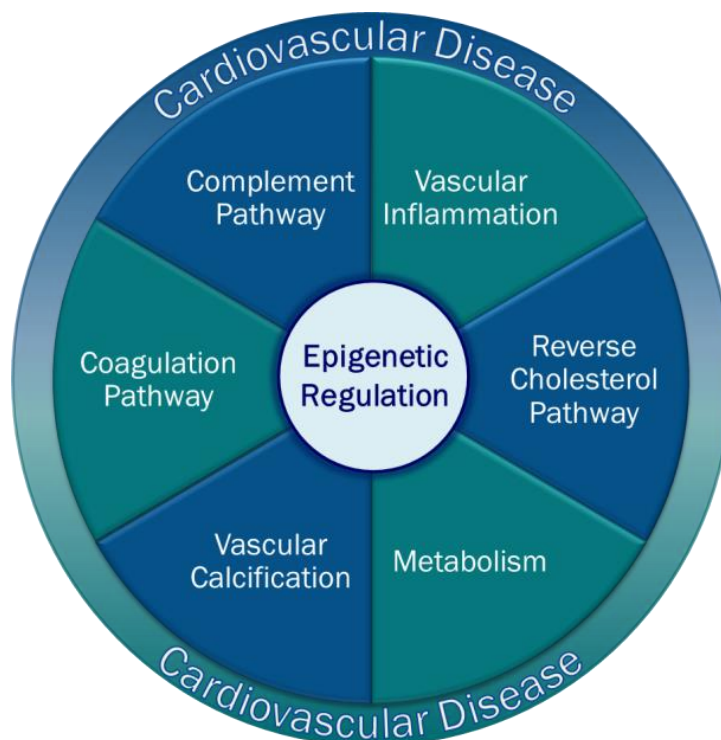 Cardiovascular Disease
Complement
Pathway
Vascular
Inflammation
Coagulation
Pathway
Epigenetic
Regulation
Reverse
Cholesterol
Pathway
Vascular
Calcification
Metabolism
Cardiovascular Disease